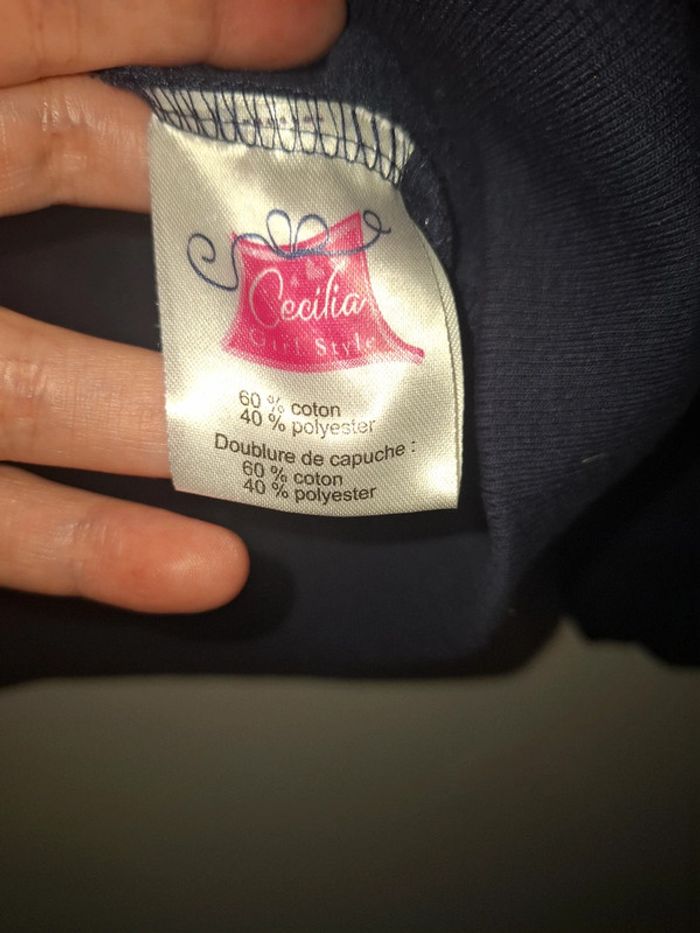 Cecilia
Girl Style
60 % coton
40 % polyester
Doublure de capuche :
60 % coton
40 % polyester